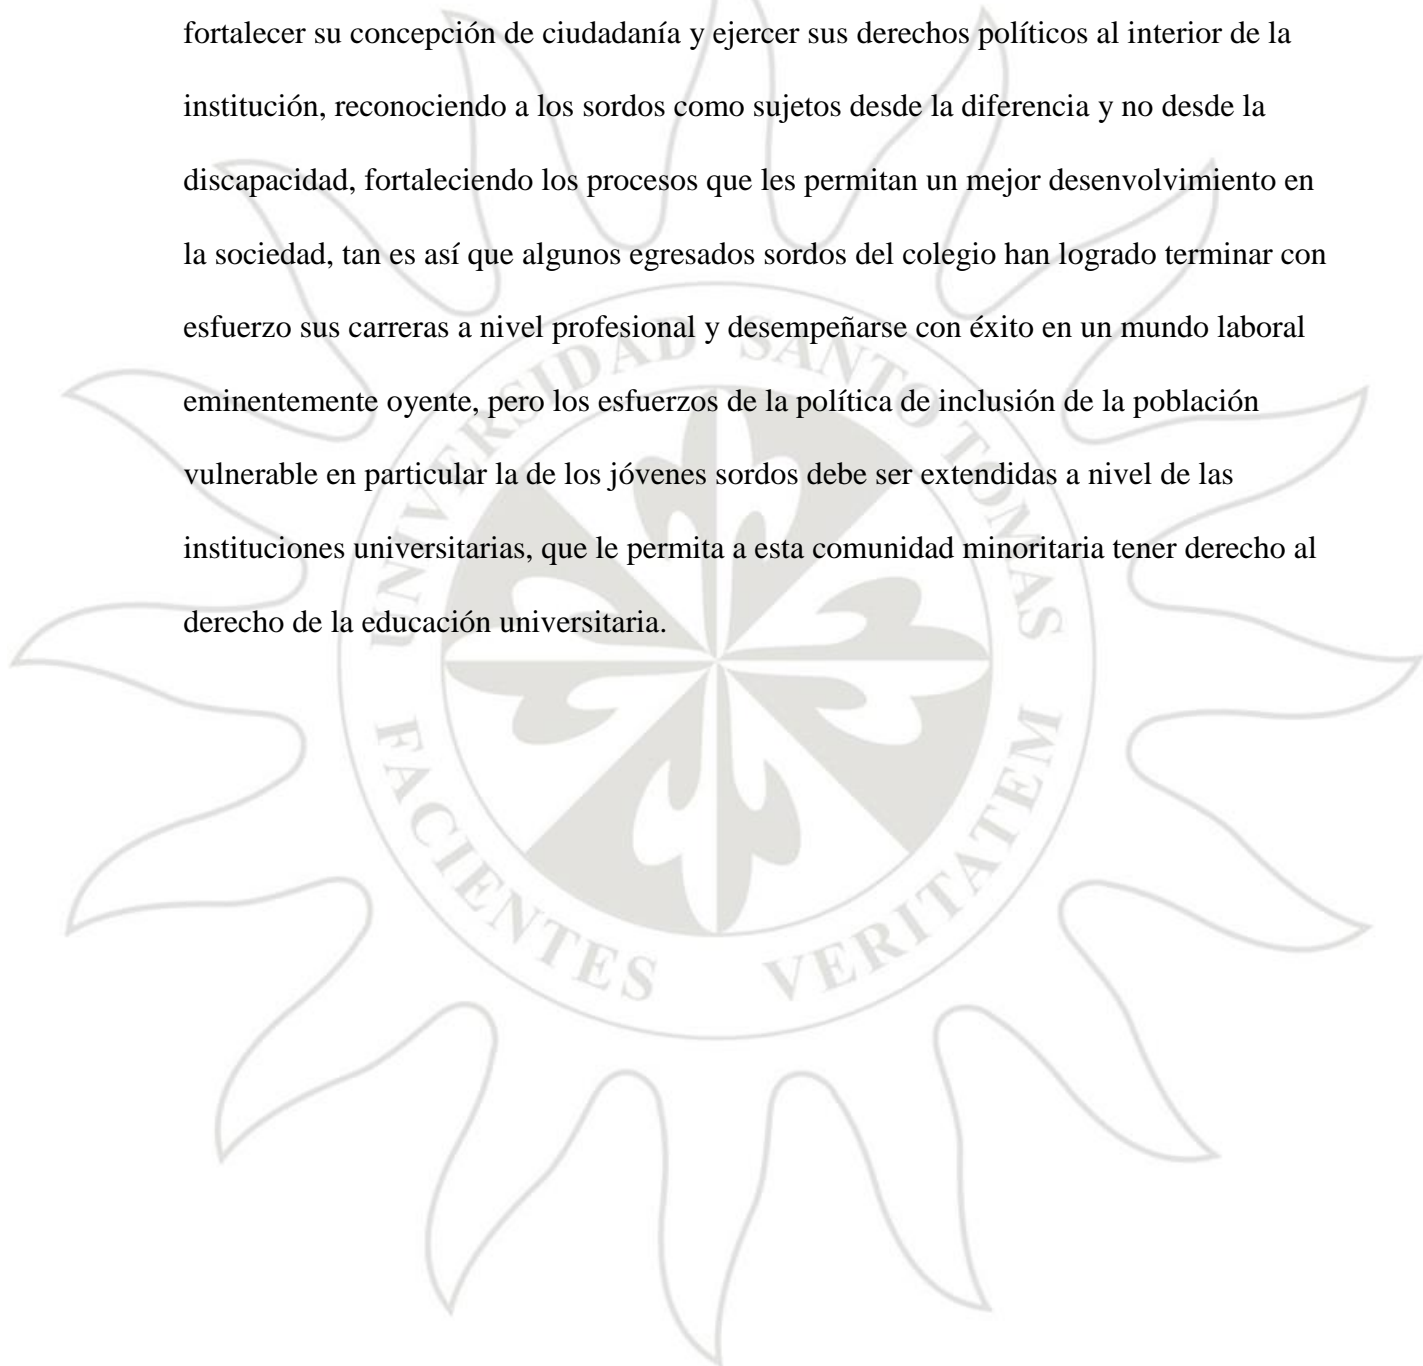 fortalecer su concepción de ciudadanía y ejercer sus derechos políticos al interior de la
institución, reconociendo a los sordos como sujetos desde la diferencia y no desde la
discapacidad, fortaleciendo los procesos que les permitan un mejor desenvolvimiento en
la sociedad, tan es así que algunos egresados sordos del colegio han logrado terminar con
esfuerzo sus carreras a nivel profesional y desempeñarse con éxito en un mundo laboral
eminentemente oyente, pero los esfuerzos de la política de inclusión de la población
vulnerable en particular la de los jóvenes sordos debe ser extendidas a nivel de las
instituciones universitarias, que le permita a esta comunidad minoritaria tener derecho al
derecho de la educación universitaria.
UNIVERSIDAD SANTO TOMAS
FACIENTES VERITATEM